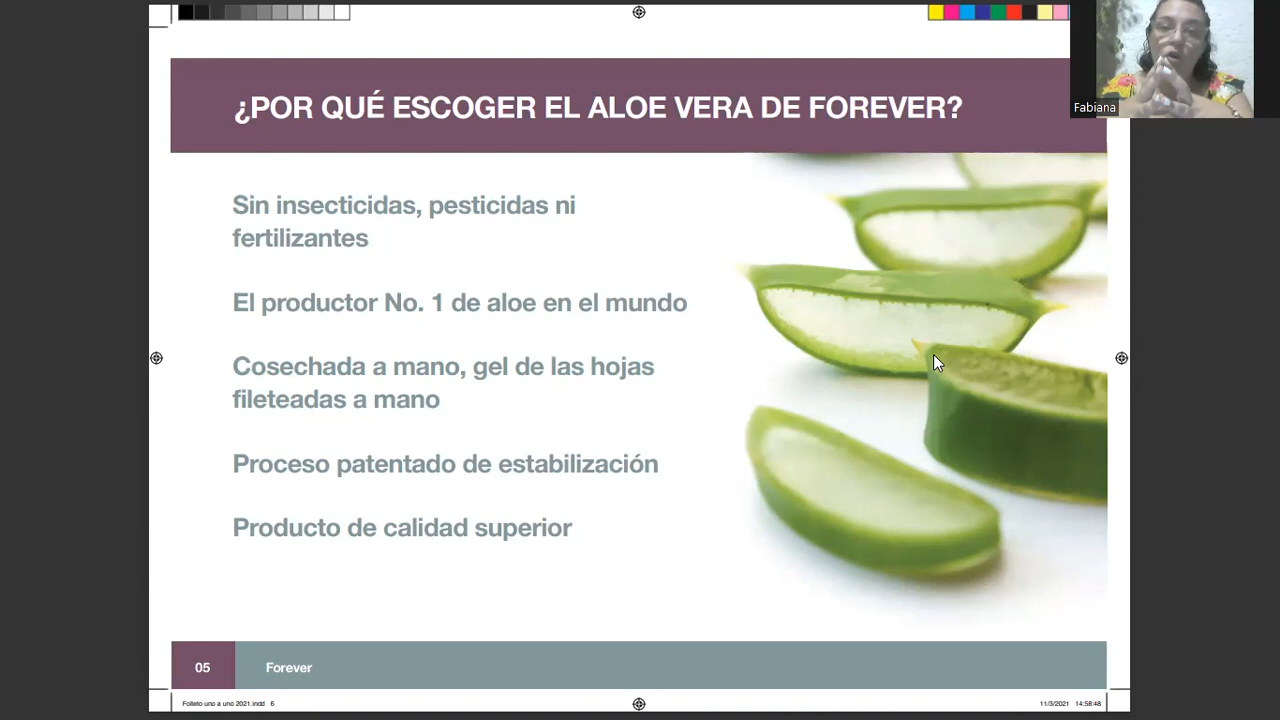 ¿POR QUÉ ESCOGER EL ALOE VERA DE FOREVER?
Fabiana
Sin insecticidas, pesticidas ni
fertilizantes
El productor No. 1 de aloe en el mundo
Cosechada a mano, gel de las hojas
fileteadas a mano
Proceso patentado de estabilización
Producto de calidad superior
05 Forever
Folleto uno a uno 2021.indd 6 11/3/2021 14:58:48